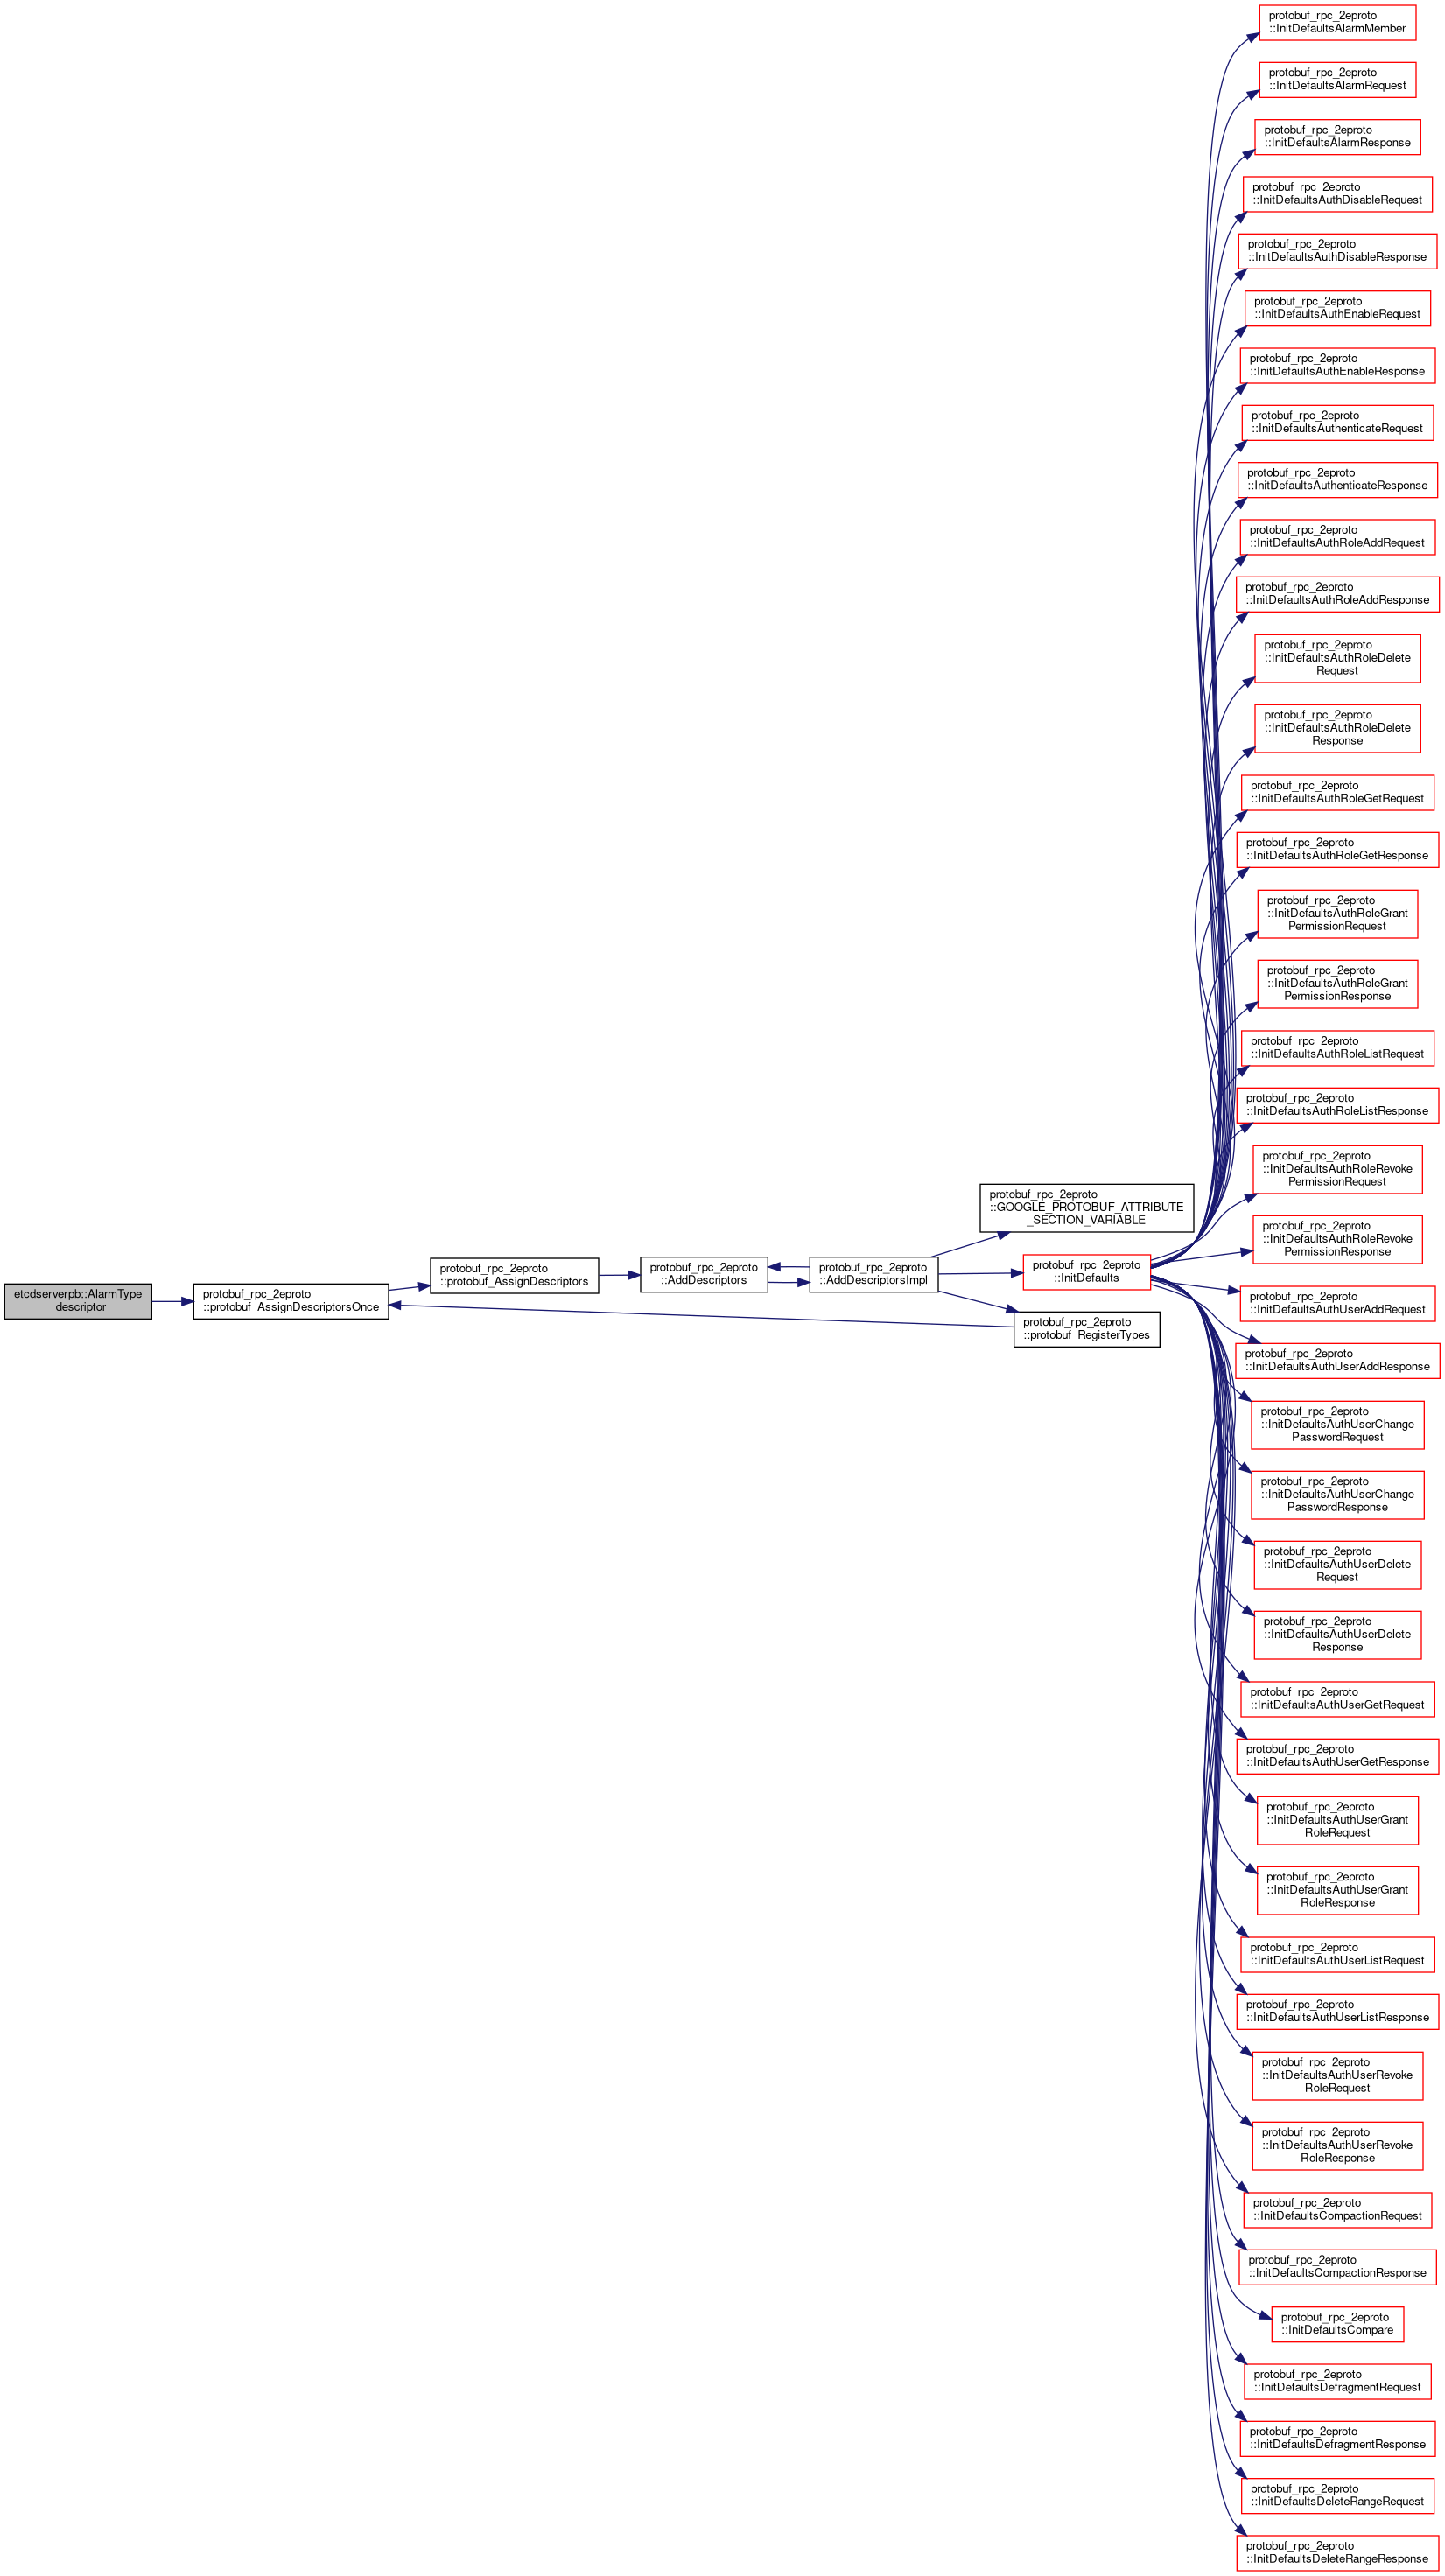 etcdserverpb::AlarmType
_descriptor
protobuf_rpc_2eproto
::protobuf_AssignDescriptorsOnce
protobuf_rpc_2eproto
::protobuf_AssignDescriptors
protobuf_rpc_2eproto
::AddDescriptors
protobuf_rpc_2eproto
::AddDescriptorsImpl
protobuf_rpc_2eproto
::GOOGLE_PROTOBUF_ATTRIBUTE
_SECTION_VARIABLE
protobuf_rpc_2eproto
::InitDefaults
protobuf_rpc_2eproto
::protobuf_RegisterTypes
protobuf_rpc_2eproto
::InitDefaultsAlarmMember
protobuf_rpc_2eproto
::InitDefaultsAlarmRequest
protobuf_rpc_2eproto
::InitDefaultsAlarmResponse
protobuf_rpc_2eproto
::InitDefaultsAuthDisableRequest
protobuf_rpc_2eproto
::InitDefaultsAuthDisableResponse
protobuf_rpc_2eproto
::InitDefaultsAuthEnableRequest
protobuf_rpc_2eproto
::InitDefaultsAuthEnableResponse
protobuf_rpc_2eproto
::InitDefaultsAuthenticateRequest
protobuf_rpc_2eproto
::InitDefaultsAuthenticateResponse
protobuf_rpc_2eproto
::InitDefaultsAuthRoleAddRequest
protobuf_rpc_2eproto
::InitDefaultsAuthRoleAddResponse
protobuf_rpc_2eproto
::InitDefaultsAuthRoleDelete
Request
protobuf_rpc_2eproto
::InitDefaultsAuthRoleDelete
Response
protobuf_rpc_2eproto
::InitDefaultsAuthRoleGetRequest
protobuf_rpc_2eproto
::InitDefaultsAuthRoleGetResponse
protobuf_rpc_2eproto
::InitDefaultsAuthRoleGrant
PermissionRequest
protobuf_rpc_2eproto
::InitDefaultsAuthRoleGrant
PermissionResponse
protobuf_rpc_2eproto
::InitDefaultsAuthRoleListRequest
protobuf_rpc_2eproto
::InitDefaultsAuthRoleListResponse
protobuf_rpc_2eproto
::InitDefaultsAuthRoleRevoke
PermissionRequest
protobuf_rpc_2eproto
::InitDefaultsAuthRoleRevoke
PermissionResponse
protobuf_rpc_2eproto
::InitDefaultsAuthUserAddRequest
protobuf_rpc_2eproto
::InitDefaultsAuthUserAddResponse
protobuf_rpc_2eproto
::InitDefaultsAuthUserChange
PasswordRequest
protobuf_rpc_2eproto
::InitDefaultsAuthUserChange
PasswordResponse
protobuf_rpc_2eproto
::InitDefaultsAuthUserDelete
Request
protobuf_rpc_2eproto
::InitDefaultsAuthUserDelete
Response
protobuf_rpc_2eproto
::InitDefaultsAuthUserGetRequest
protobuf_rpc_2eproto
::InitDefaultsAuthUserGetResponse
protobuf_rpc_2eproto
::InitDefaultsAuthUserGrant
RoleRequest
protobuf_rpc_2eproto
::InitDefaultsAuthUserGrant
RoleResponse
protobuf_rpc_2eproto
::InitDefaultsAuthUserListRequest
protobuf_rpc_2eproto
::InitDefaultsAuthUserListResponse
protobuf_rpc_2eproto
::InitDefaultsAuthUserRevoke
RoleRequest
protobuf_rpc_2eproto
::InitDefaultsAuthUserRevoke
RoleResponse
protobuf_rpc_2eproto
::InitDefaultsCompactionRequest
protobuf_rpc_2eproto
::InitDefaultsCompactionResponse
protobuf_rpc_2eproto
::InitDefaultsCompare
protobuf_rpc_2eproto
::InitDefaultsDefragmentRequest
protobuf_rpc_2eproto
::InitDefaultsDefragmentResponse
protobuf_rpc_2eproto
::InitDefaultsDeleteRangeRequest
protobuf_rpc_2eproto
::InitDefaultsDeleteRangeResponse